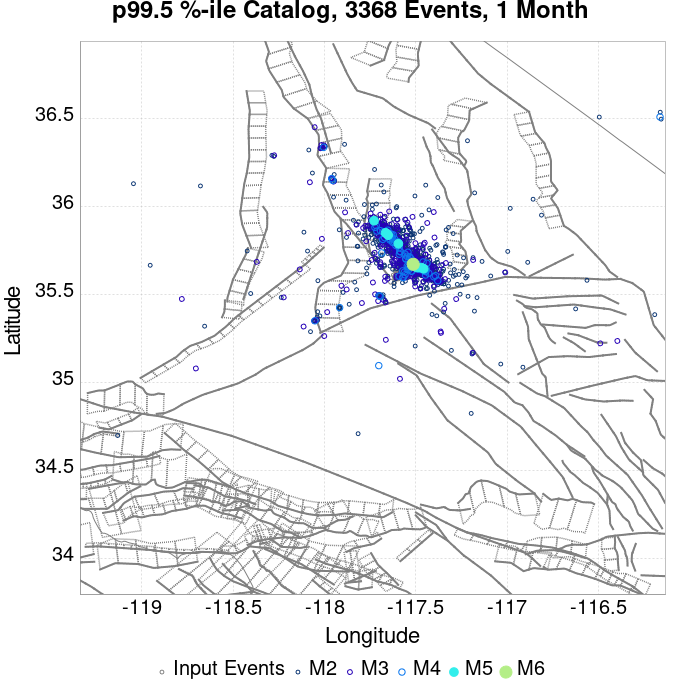 p99.5 %-ile Catalog, 3368 Events, 1 Month
Latitude
36.5
36
35.5
35
34.5
34
-119 -118.5 -118 -117.5 -117 -116.5
Longitude
Input Events M2 M3 M4 M5 M6